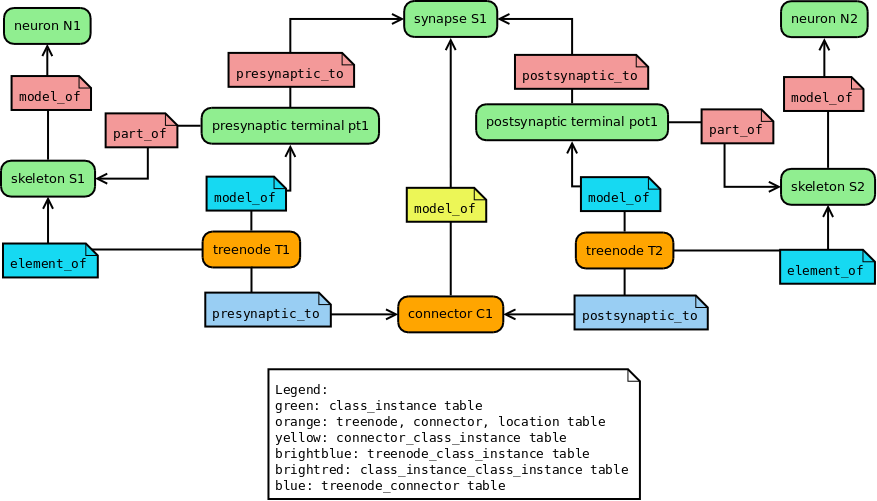 neuron N1
synapse S1
neuron N2
presynaptic_to
postsynaptic_to
model_of
model_of
part_of
presynaptic terminal pt1
postsynaptic terminal pot1
part_of
skeleton S1
skeleton S2
model_of
model_of
model_of
element_of
treenode T1
treenode T2
element_of
presynaptic_to
connector C1
postsynaptic_to
Legend:
green: class_instance table
orange: treenode, connector, location table
yellow: connector_class_instance table
brightblue: treenode_class_instance table
brightred: class_instance_class_instance table
blue: treenode_connector table